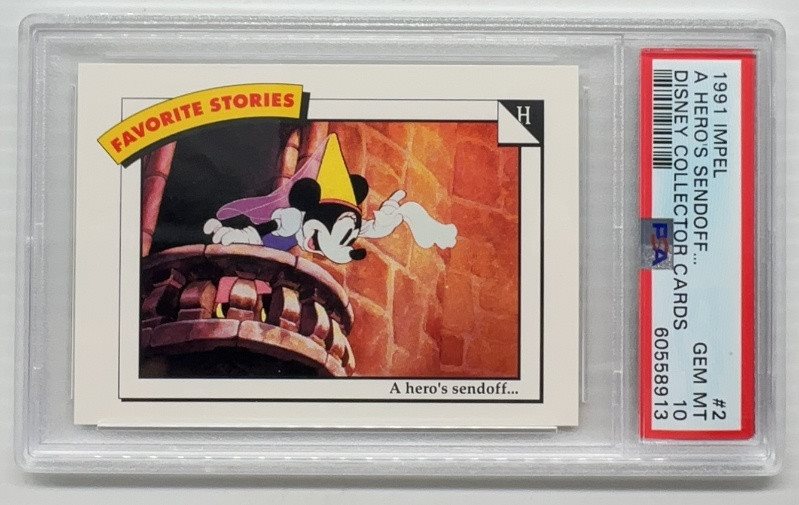 FAVORITE STORIES
H
A hero's sendoff...
1991 IMPEL #2
A HERO'S SENDOFF... GEM MT
DISNEY COLLECTOR CARDS 10
PSA 60558913